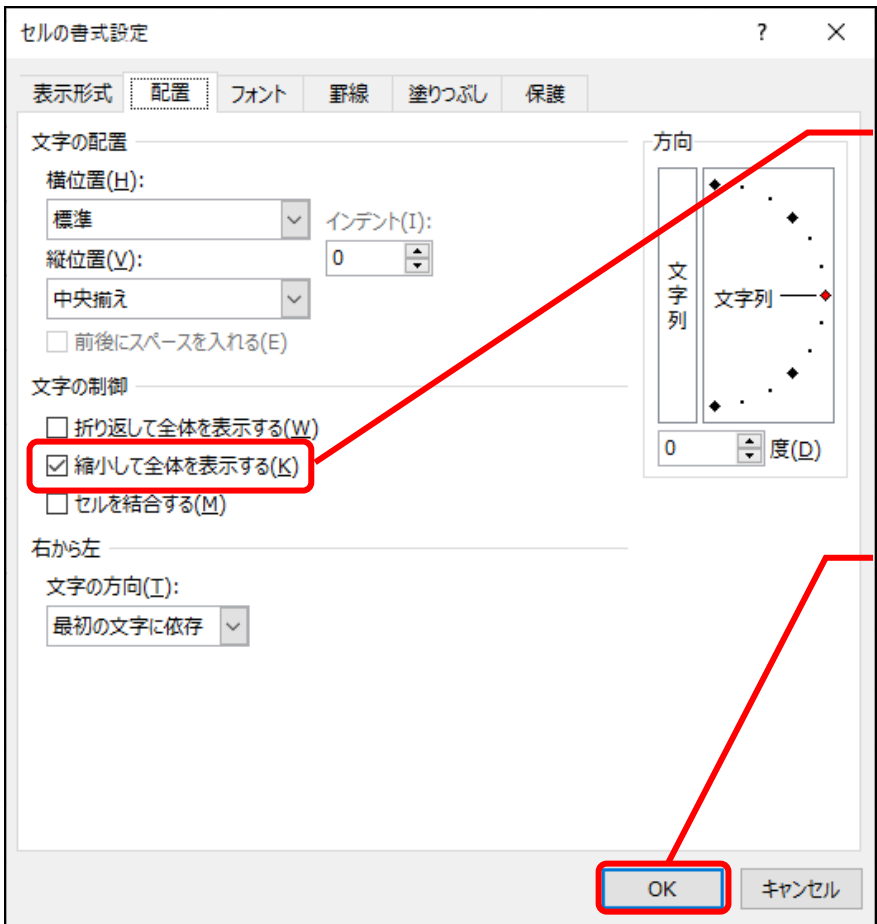 セルの書式設定 ?
表示形式 配置 フォント 罫線 塗りつぶし 保護
文字の配置
横位置(H):
標準
インデント(I):
0
縦位置(V):
中央揃え
前後にスペースを入れる(E)
文字の制御
折り返して全体を表示する(W)
縮小して全体を表示する(K)
セルを結合する(M)
右から左
文字の方向(T):
最初の文字に依存
方向
文字列
文字列
0 度(D)
OK キャンセル